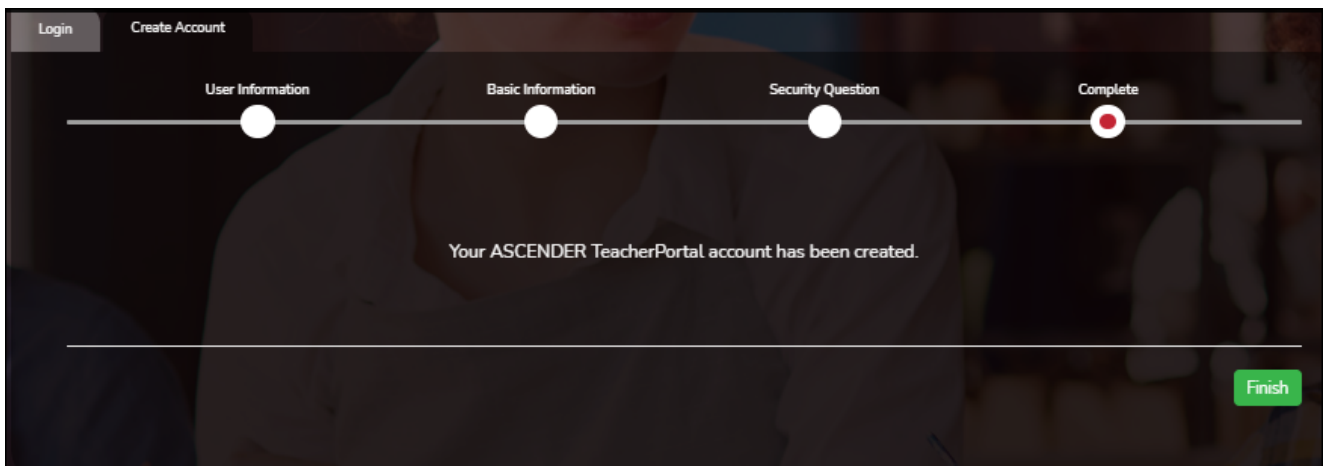 Login
Create Account
User Information
Basic Information
Security Question
Complete
Your ASCENDER TeacherPortal account has been created.
Finish